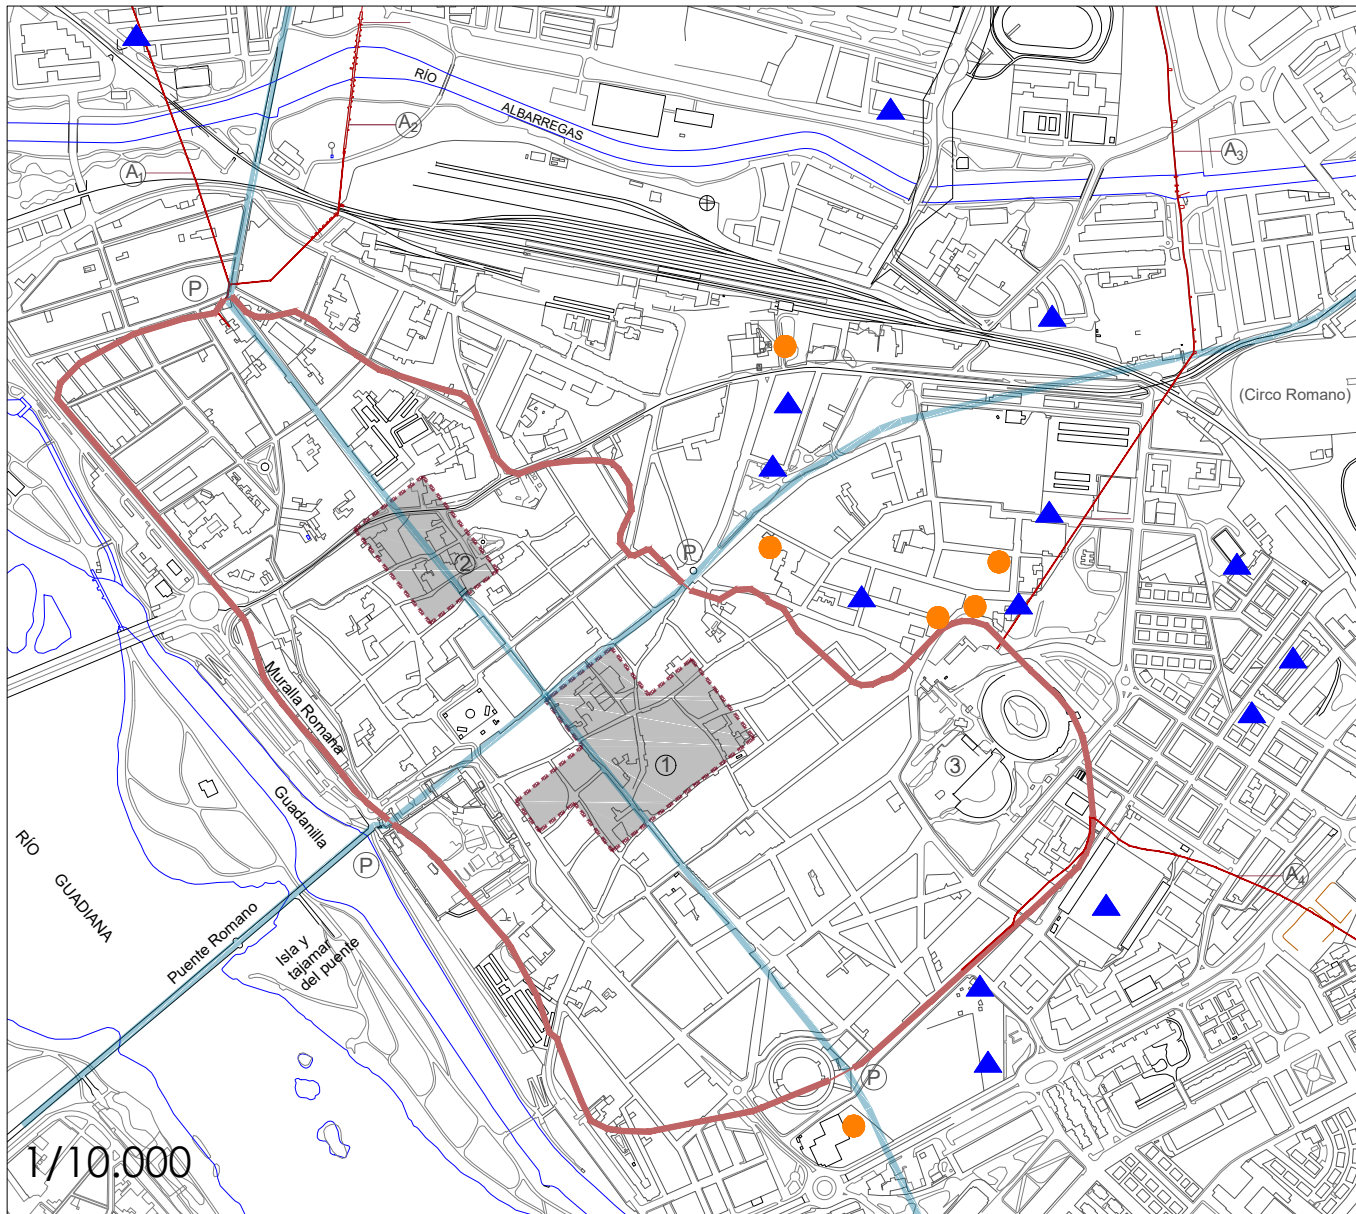 RÍO
ALBARREGAS
A2
A3
A1
P
(Circo Romano)
P
2
Muralla Romana
1
3
Guadanilla
P
RÍO
GUADIANA
A4
Puente Romano
Isla y
tajamar
del puente
P
1/10.000